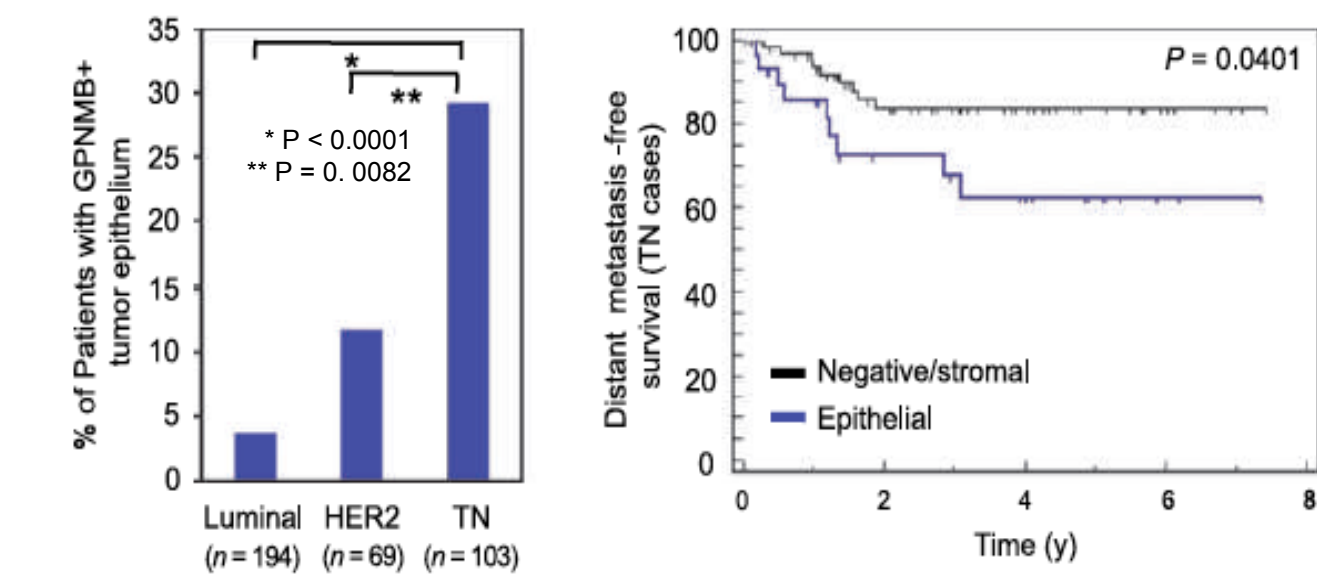 % of Patients with GPNMB+
tumor epithelium
35
30
25
20
15
10
5
0
*
**
* P < 0.0001
** P = 0. 0082
Luminal HER2 TN
(n = 194) (n = 69) (n = 103)
Distant metastasis -free
survival (TN cases)
100
80
60
40
20
0
P = 0.0401
Negative/stromal
Epithelial
0 2 4 6 8
Time (y)